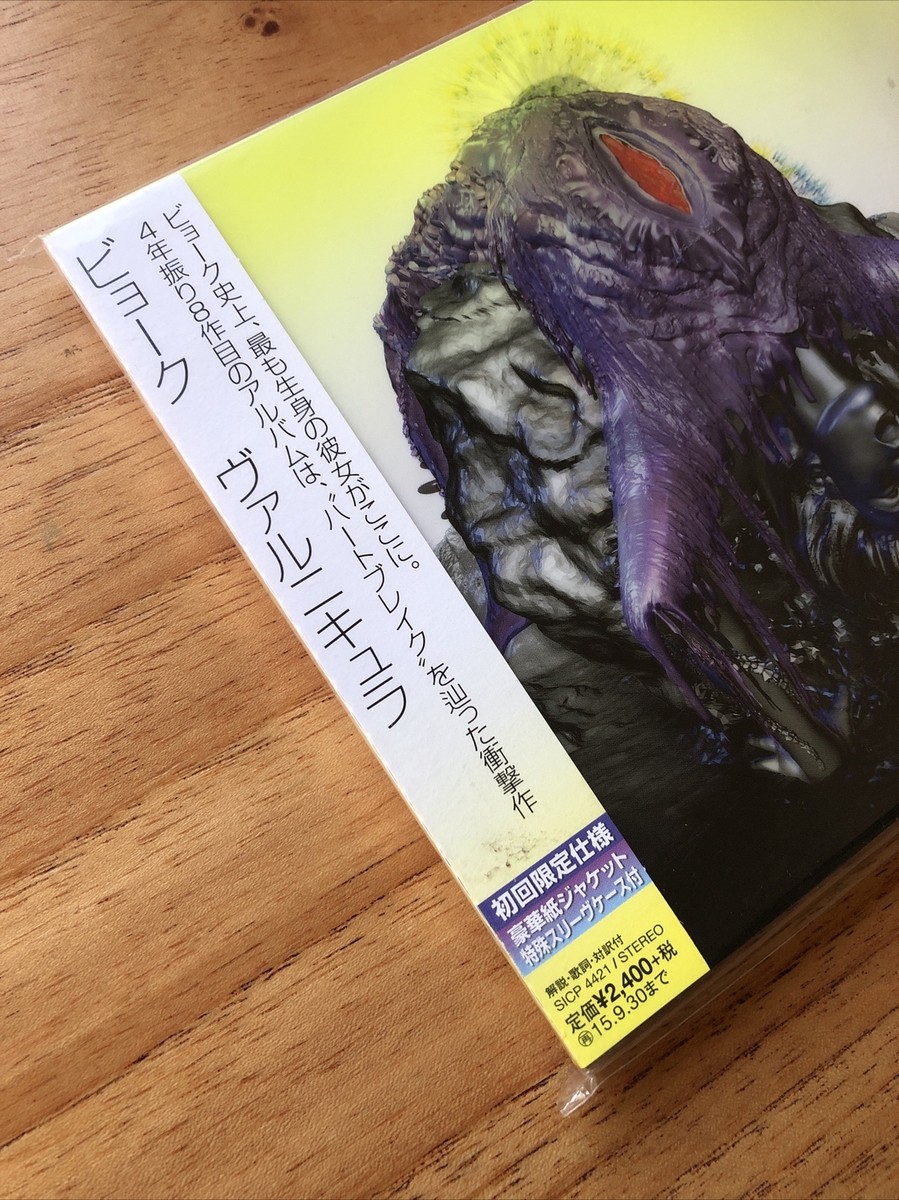 ビョーク史上、最も生身の彼女がここに。
4年振り8作目のアルバムは、〝ハートブレイク〟を辿った衝撃作
ビョーク ヴァルニキュラ
初回限定仕様
豪華紙ジャケット
特殊スリーヴケース付
解説・歌詞・対訳付
SICP 4421 / STEREO
定価¥2,400+税
再15.9.30まで